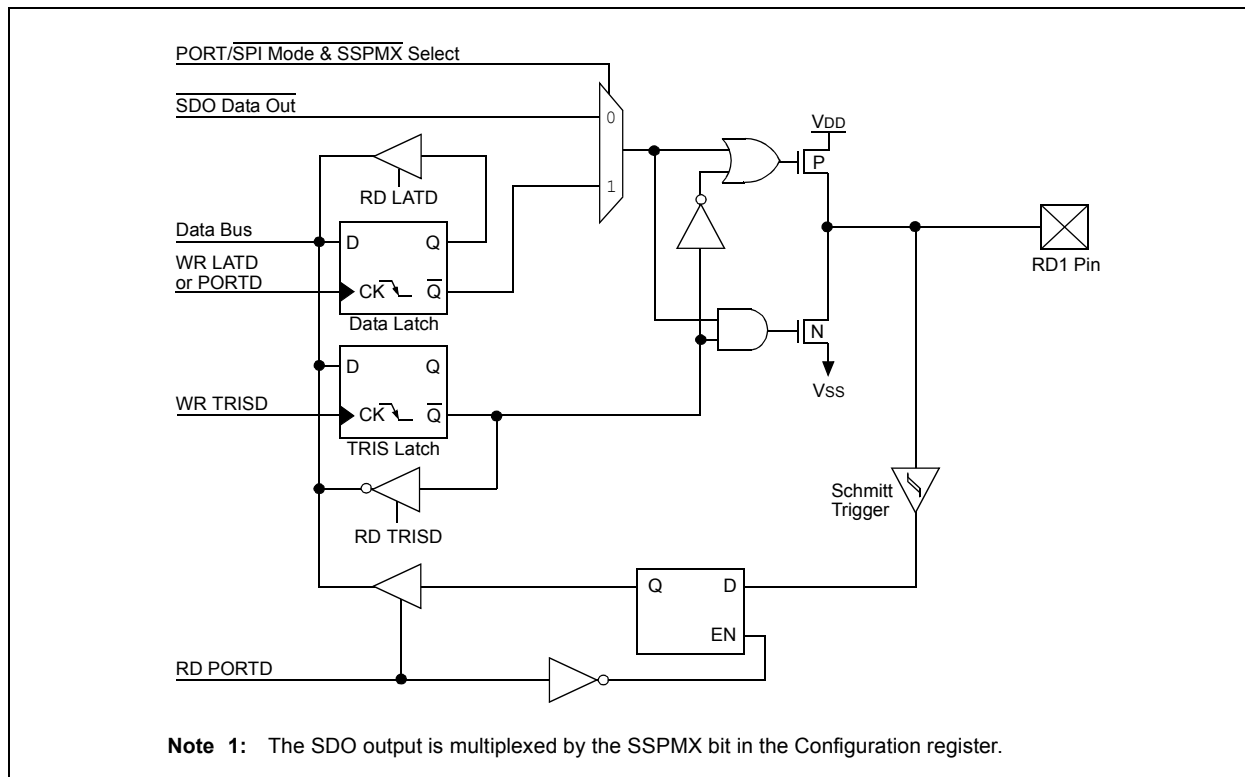 PORT/SPI Mode & SSPMX Select
SDO Data Out
0
VDD
P
RD LATD
1
Data Bus
D
Q
RD1 Pin
WR LATD
or PORTD
CK
Q
Data Latch
N
D
Q
VSS
WR TRISD
CK
Q
TRIS Latch
Schmitt
Trigger
RD TRISD
Q
D
EN
RD PORTD
Note 1: The SDO output is multiplexed by the SSPMX bit in the Configuration register.